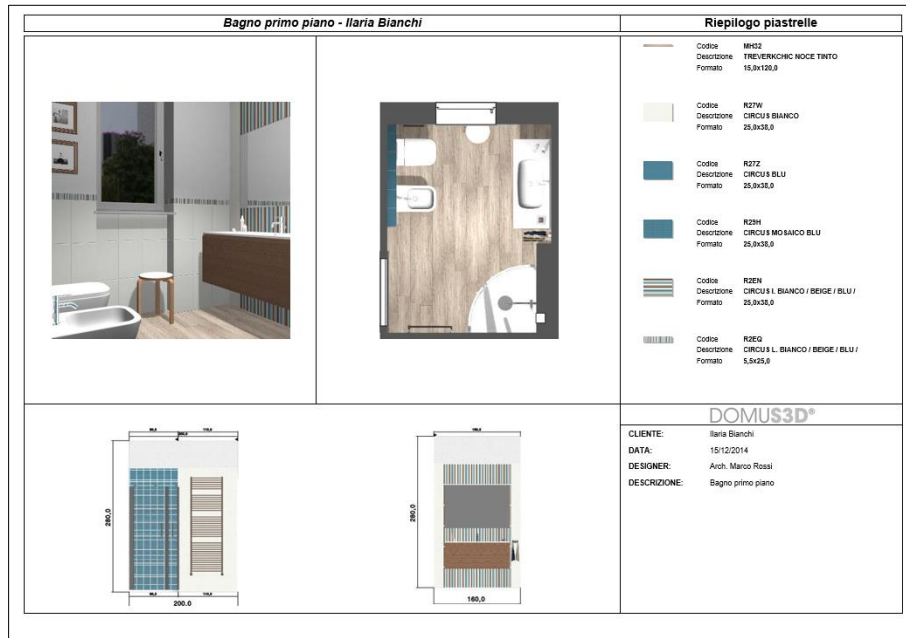 Bagno primo piano - Ilaria Bianchi
Riepilogo piastrelle
Codice MH32
Descrizione TREVERKCHIC NOCE TINTO
Formato 15,0x120,0
Codice R27W
Descrizione CIRCUS BIANCO
Formato 25,0x38,0
Codice R27Z
Descrizione CIRCUS BLU
Formato 25,0x38,0
Codice R29H
Descrizione CIRCUS MOSAICO BLU
Formato 25,0x38,0
Codice R2EN
Descrizione CIRCUS I. BIANCO / BEIGE / BLU /
Formato 25,0x38,0
Codice R2EQ
Descrizione CIRCUS L. BIANCO / BEIGE / BLU /
Formato 5,5x25,0
280,0
200,0
280,0
160,0
DOMUS3D®
CLIENTE: Ilaria Bianchi
DATA: 15/12/2014
DESIGNER: Arch. Marco Rossi
DESCRIZIONE: Bagno primo piano